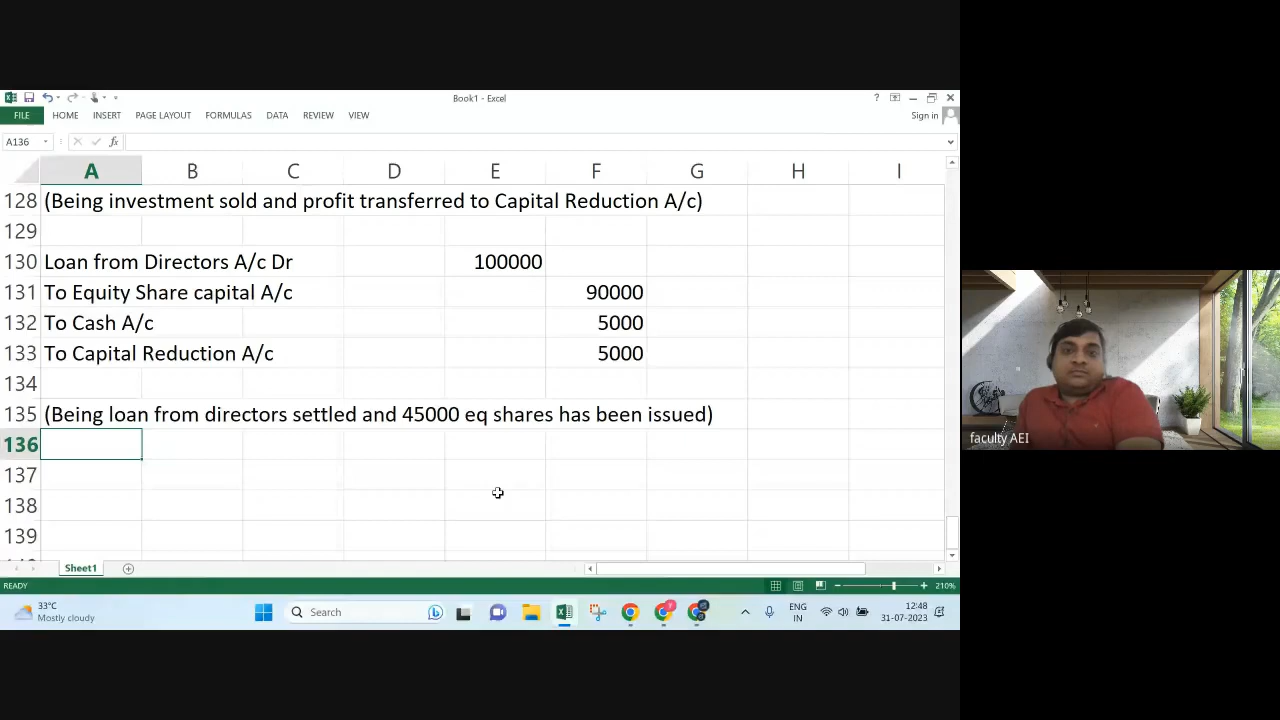 Book1 - Excel
FILE HOME INSERT PAGE LAYOUT FORMULAS DATA REVIEW VIEW Sign in
A136 fx
A B C D E F G H I
128 (Being investment sold and profit transferred to Capital Reduction A/c)
129
130 Loan from Directors A/c Dr 100000
131 To Equity Share capital A/c 90000
132 To Cash A/c 5000
133 To Capital Reduction A/c 5000
134
135 (Being loan from directors settled and 45000 eq shares has been issued)
136
137
138
139
faculty AEI
Sheet1
READY 210%
33°C
Mostly cloudy
Search
ENG
IN
12:48
31-07-2023